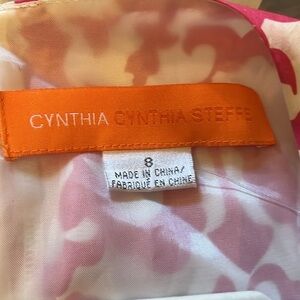 CYNTHIA CYNTHIA STEFFE
8
MADE IN CHINA/
FABRIQUÉ EN CHINE